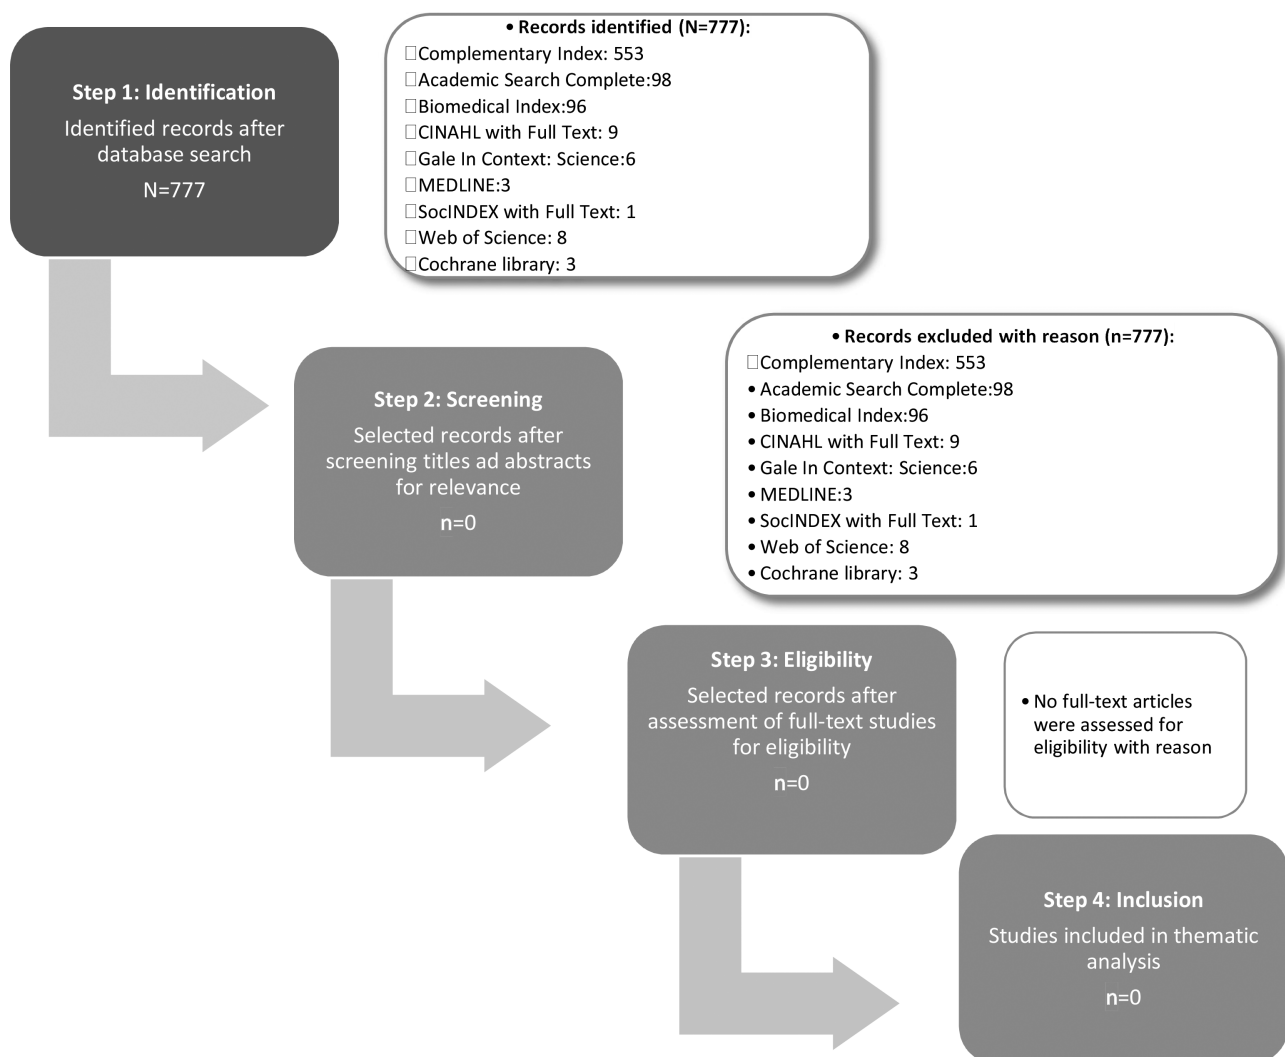 Step 1: Identification
Identified records after
database search
N=777
• Records identified (N=777):
□Complementary Index: 553
□Academic Search Complete:98
□Biomedical Index:96
□CINAHL with Full Text: 9
□Gale In Context: Science:6
□MEDLINE:3
□SocINDEX with Full Text: 1
□Web of Science: 8
□Cochrane library: 3
Step 2: Screening
Selected records after
screening titles ad abstracts
for relevance
n=0
• Records excluded with reason (n=777):
□Complementary Index: 553
• Academic Search Complete:98
• Biomedical Index:96
• CINAHL with Full Text: 9
• Gale In Context: Science:6
• MEDLINE:3
• SocINDEX with Full Text: 1
• Web of Science: 8
• Cochrane library: 3
Step 3: Eligibility
Selected records after
assessment of full-text studies
for eligibility
n=0
• No full-text articles
were assessed for
eligibility with reason
Step 4: Inclusion
Studies included in thematic
analysis
n=0